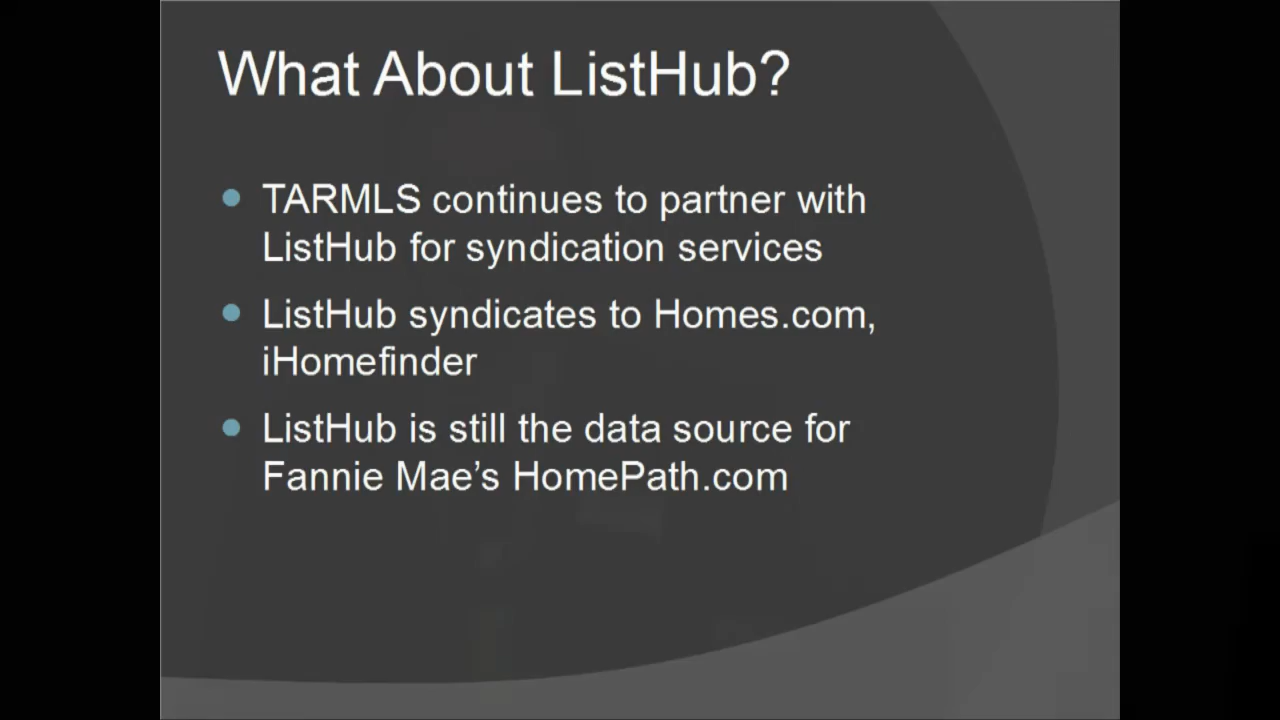 What About ListHub?
TARMLS continues to partner with
ListHub for syndication services
ListHub syndicates to Homes.com,
iHomefinder
ListHub is still the data source for
Fannie Mae’s HomePath.com